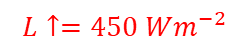 L ↑= 450 Wm⁻²